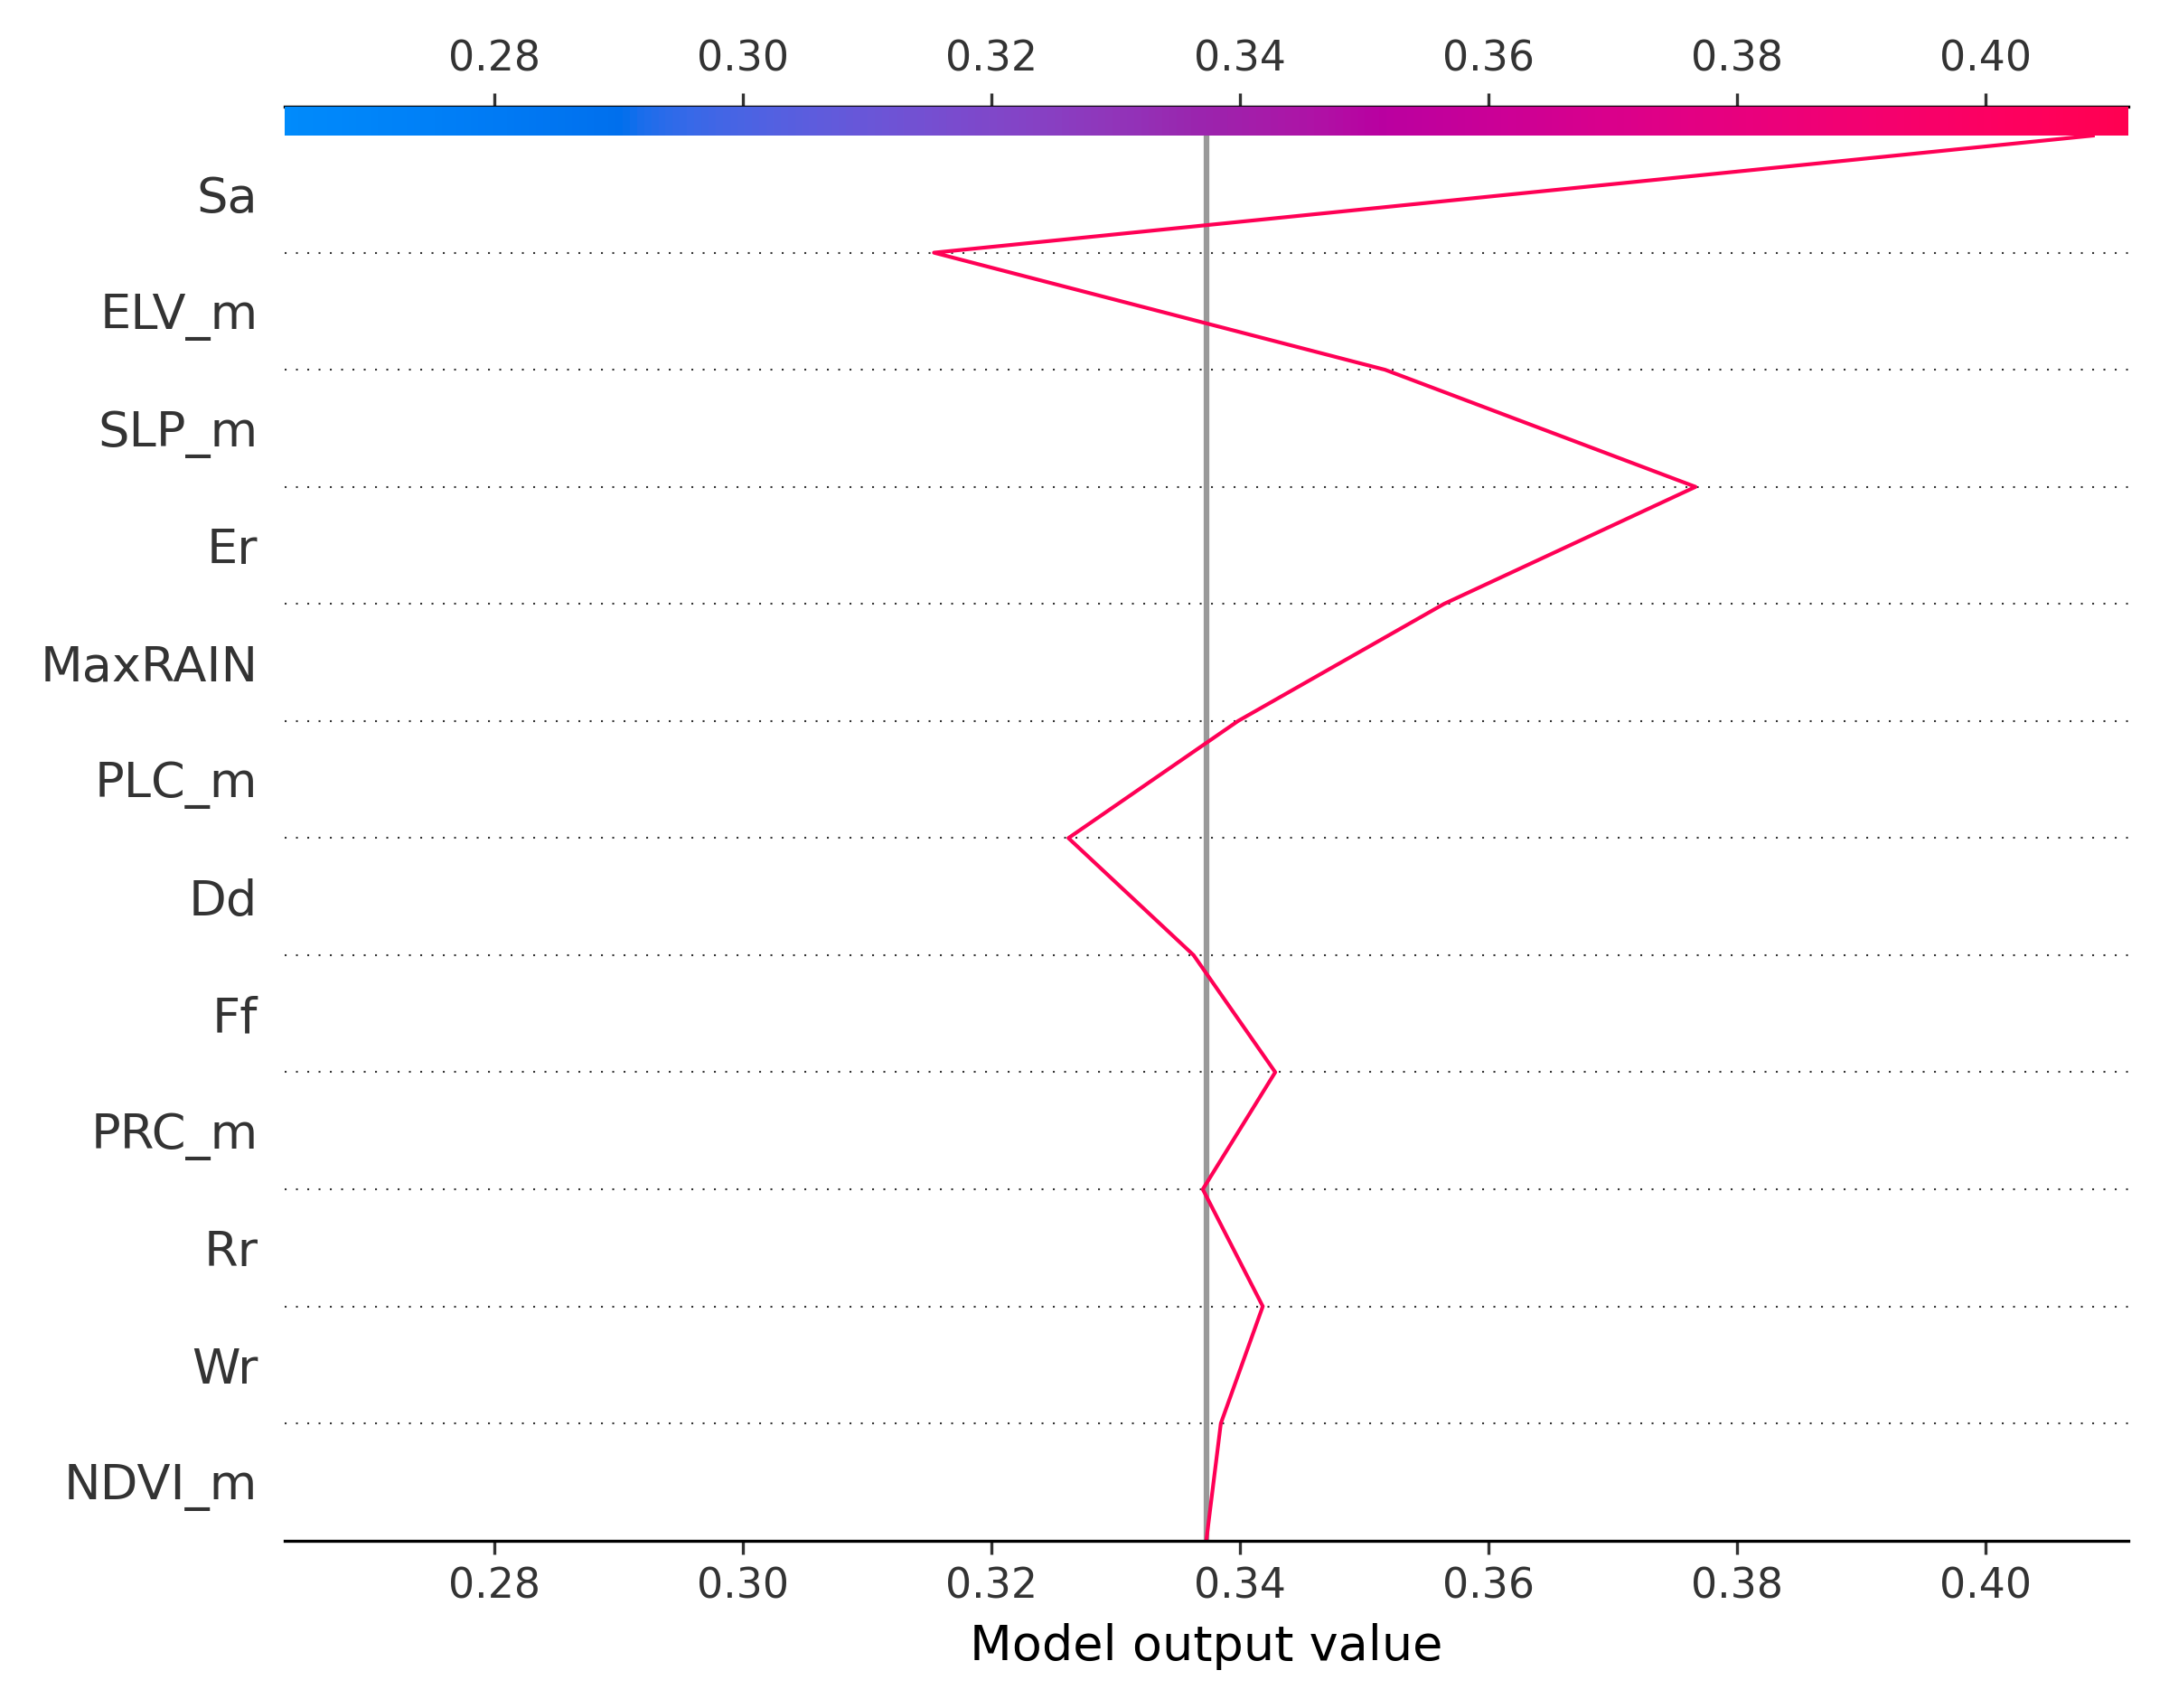 0.28 0.30 0.32 0.34 0.36 0.38 0.40
Sa
ELV_m
SLP_m
Er
MaxRAIN
PLC_m
Dd
Ff
PRC_m
Rr
Wr
NDVI_m
0.28 0.30 0.32 0.34 0.36 0.38 0.40
Model output value